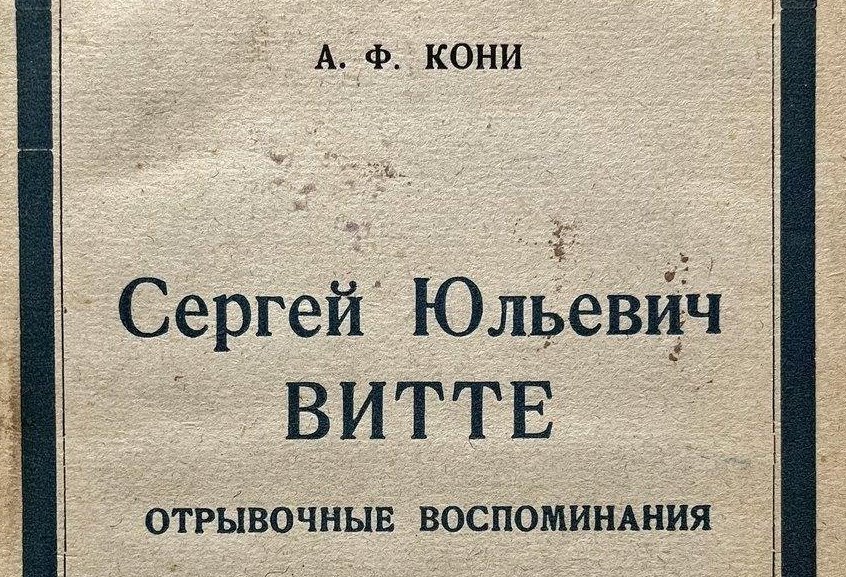 А. Ф. КОНИ
Сергей Юльевич
ВИТТЕ
ОТРЫВОЧНЫЕ ВОСПОМИНАНИЯ